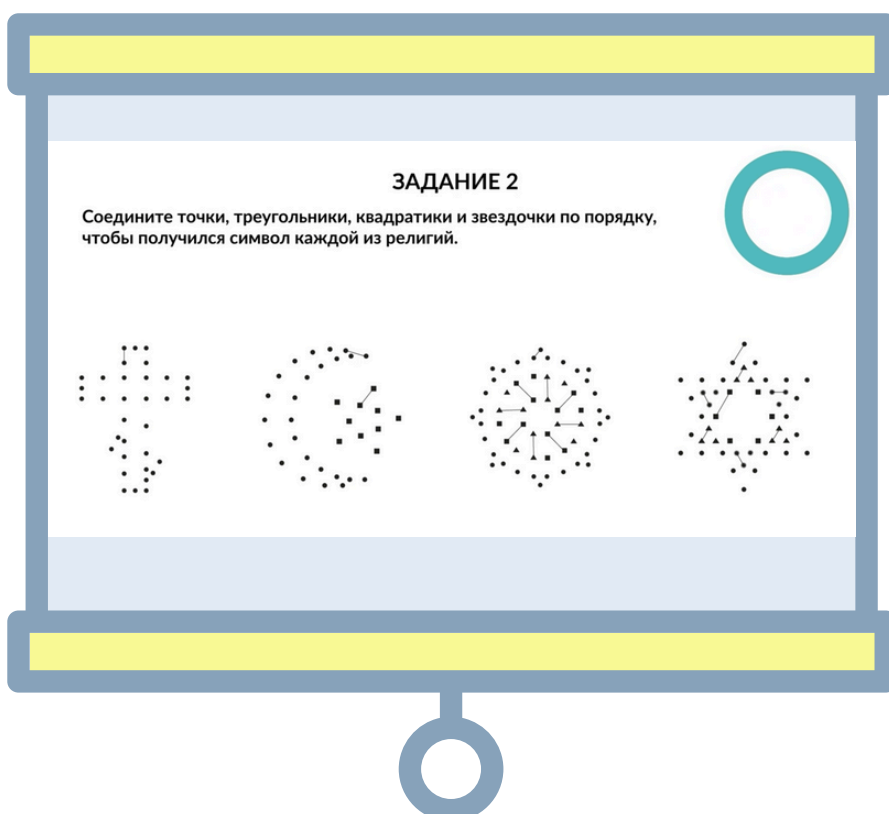 ЗАДАНИЕ 2
Соедините точки, треугольники, квадратики и звездочки по порядку,
чтобы получился символ каждой из религий.